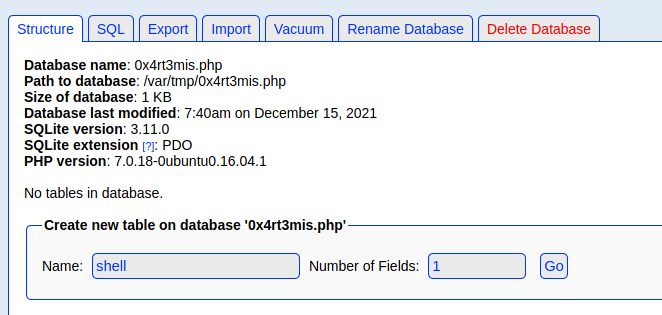 Structure SQL Export Import Vacuum Rename Database Delete Database
Database name: 0x4rt3mis.php
Path to database: /var/tmp/0x4rt3mis.php
Size of database: 1 KB
Database last modified: 7:40am on December 15, 2021
SQLite version: 3.11.0
SQLite extension [?]: PDO
PHP version: 7.0.18-0ubuntu0.16.04.1
No tables in database.
Create new table on database '0x4rt3mis.php'
Name: shell Number of Fields: 1 Go